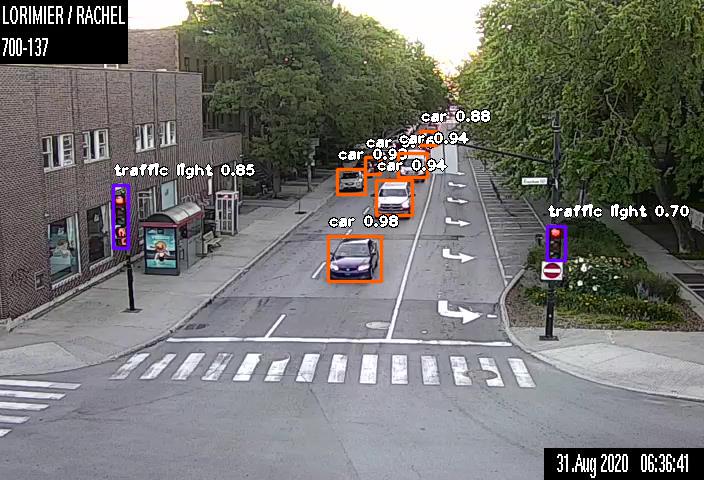 LORIMIER / RACHEL
700-137
car 0.88
car 0.94
car 0.9
car 0.94
traffic light 0.85
car 0.98
traffic light 0.70
31.Aug 2020 06:36:41